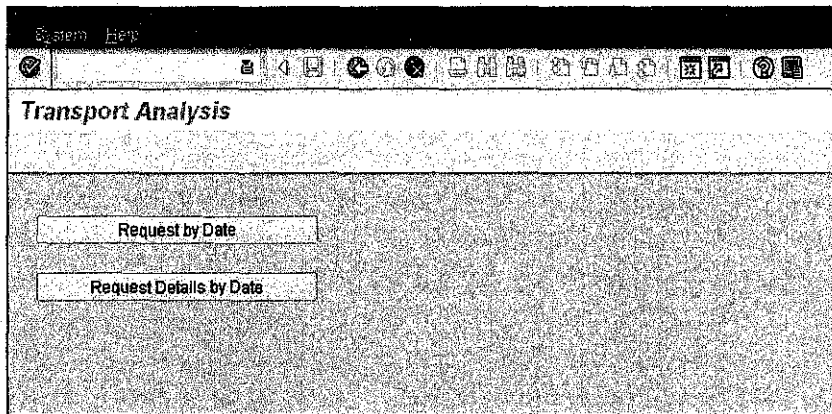 System Help
Transport Analysis
Request by Date
Request Details by Date